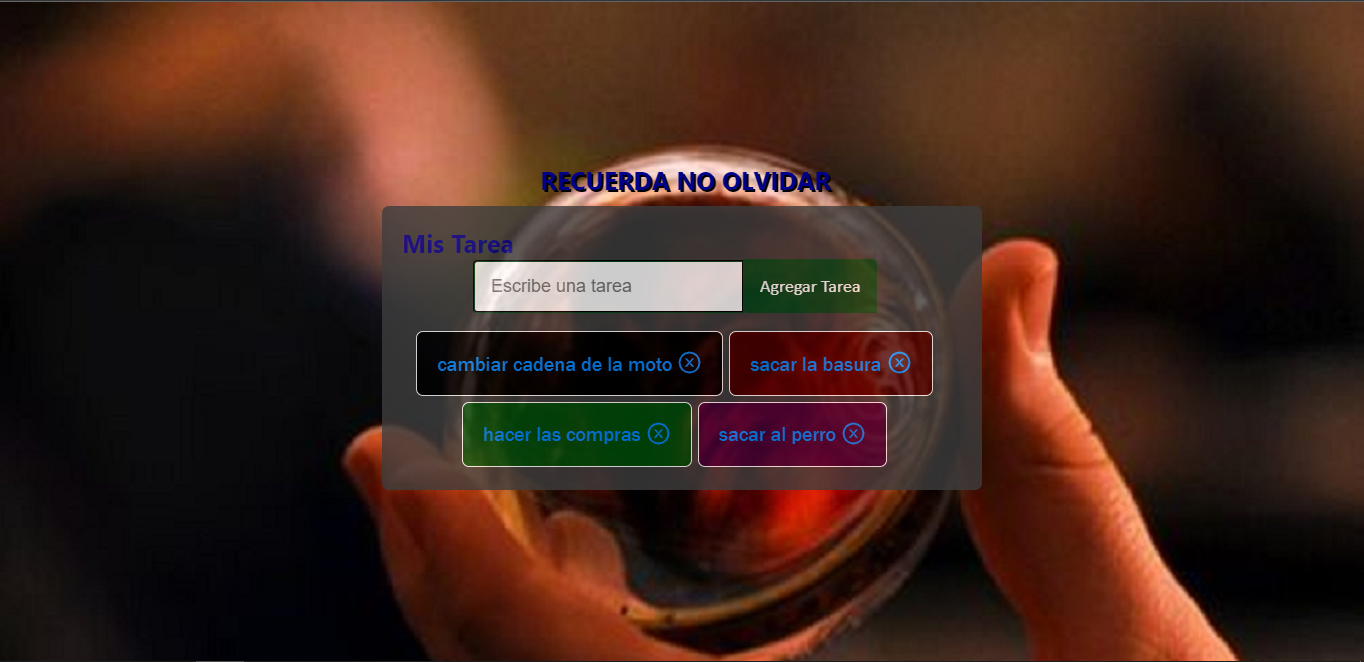 RECUERDA NO OLVIDAR
Mis Tarea
Escribe una tarea
Agregar Tarea
cambiar cadena de la moto
sacar la basura
hacer las compras
sacar al perro